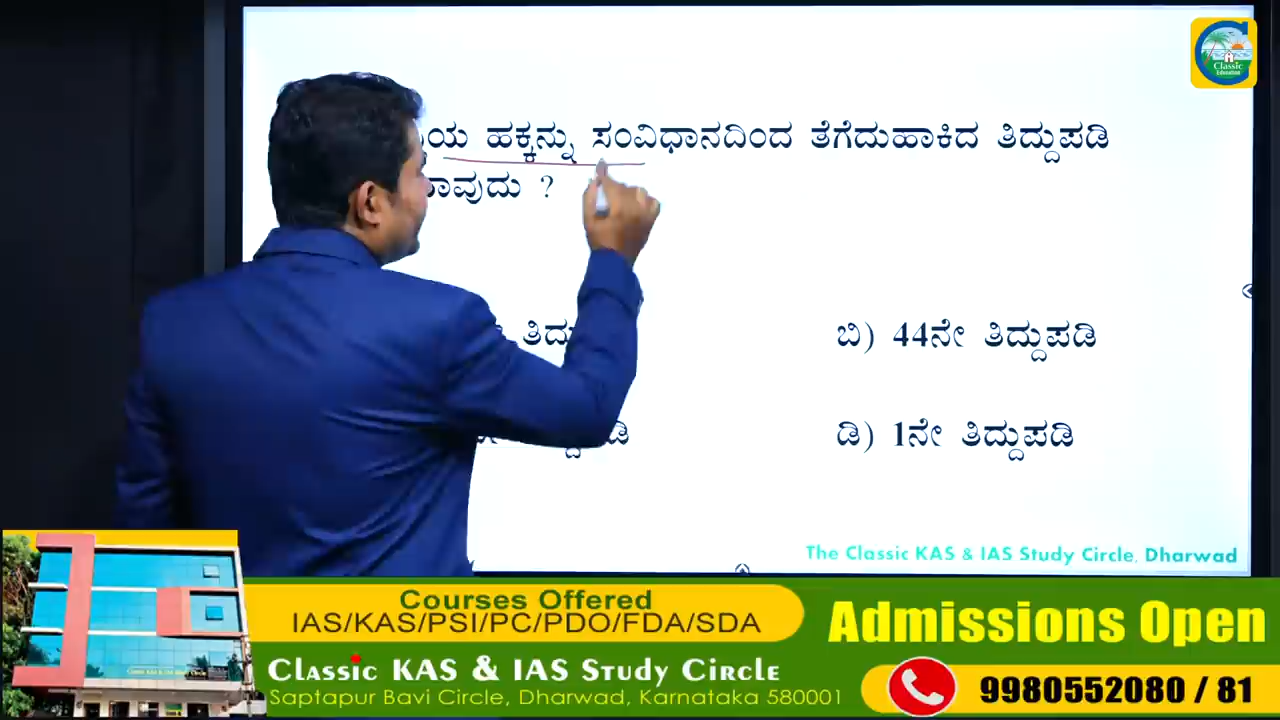 ಹಕ್ಕನ್ನು ಸಂವಿಧಾನದಿಂದ ತೆಗೆದುಹಾಕಿದ ತಿದ್ದುಪಡಿ
?
ಬಿ) 44ನೇ ತಿದ್ದುಪಡಿ
ಡಿ) 1ನೇ ತಿದ್ದುಪಡಿ
Classic
Education
The Classic KAS & IAS Study Circle, Dharwad
Courses Offered
IAS/KAS/PSI/PC/PDO/FDA/SDA
Admissions Open
Classic KAS & IAS Study Circle
Saptapur Bavi Circle, Dharwad, Karnataka 580001
9980552080 / 81